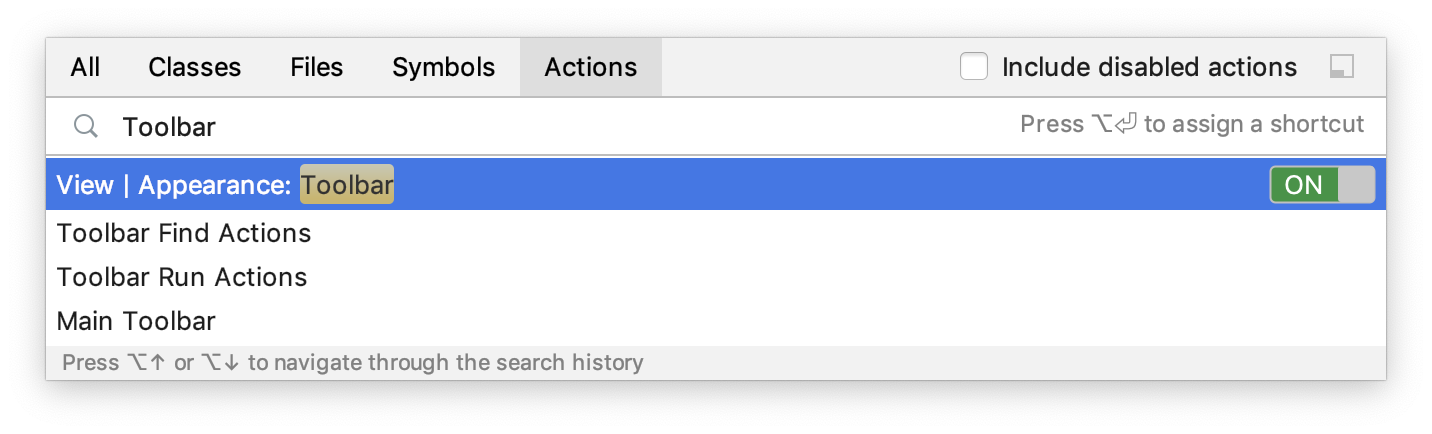 All Classes Files Symbols Actions Include disabled actions
Toolbar Press ⌥⏎ to assign a shortcut
View | Appearance: Toolbar ON
Toolbar Find Actions
Toolbar Run Actions
Main Toolbar
Press ⌥↑ or ⌥↓ to navigate through the search history